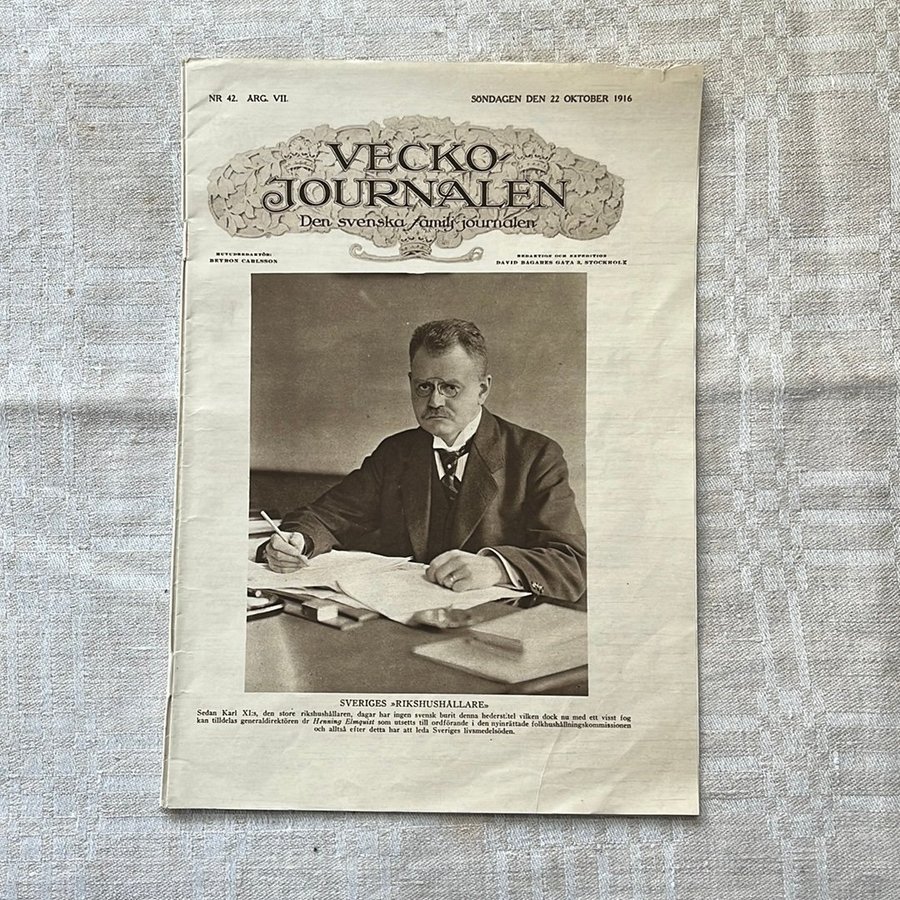 NR 42. ÅRG. VII.
SÖNDAGEN DEN 22 OKTOBER 1916
VECKO-
JOURNALEN
Den svenska familjjournalen
HUVUDREDAKTÖR:
BEYRON CARLSSON
REDAKTION OCH EXPEDITION
DAVID BAGARES GATA 3, STOCKHOLM
SVERIGES »RIKSHUSHÅLLARE»
Sedan Karl XI:s, den store rikshushållaren, dagar har ingen svensk burit denna hederstitel vilken dock nu med ett visst fog
kan tilldelas generaldirektören dr Henning Elmquist som utsetts till ordförande i den nyinrättade folkhushållningskommissionen
och alltså efter detta har att leda Sveriges livsmedelsöden.